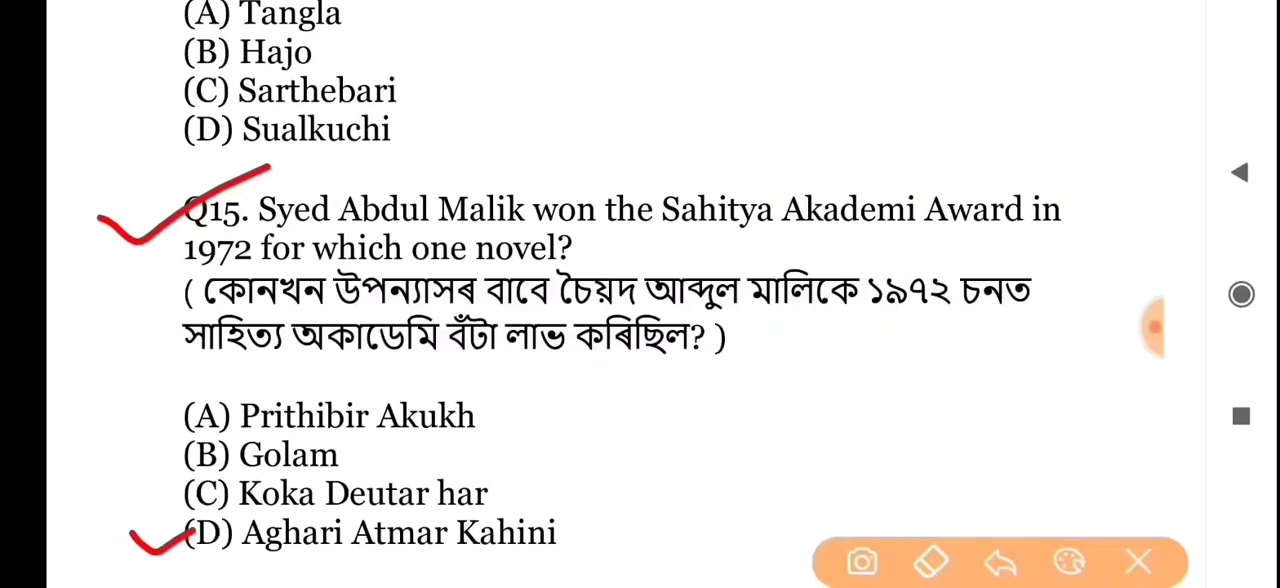 (A) Tangla
(B) Hajo
(C) Sarthebari
(D) Sualkuchi
Q15. Syed Abdul Malik won the Sahitya Akademi Award in
1972 for which one novel?
( কোনখন উপন্যাসৰ বাবে চৈয়দ আব্দুল মালিকে ১৯৭২ চনত
সাহিত্য অকাডেমি বঁটা লাভ কৰিছিল? )
(A) Prithibir Akukh
(B) Golam
(C) Koka Deutar har
(D) Aghari Atmar Kahini